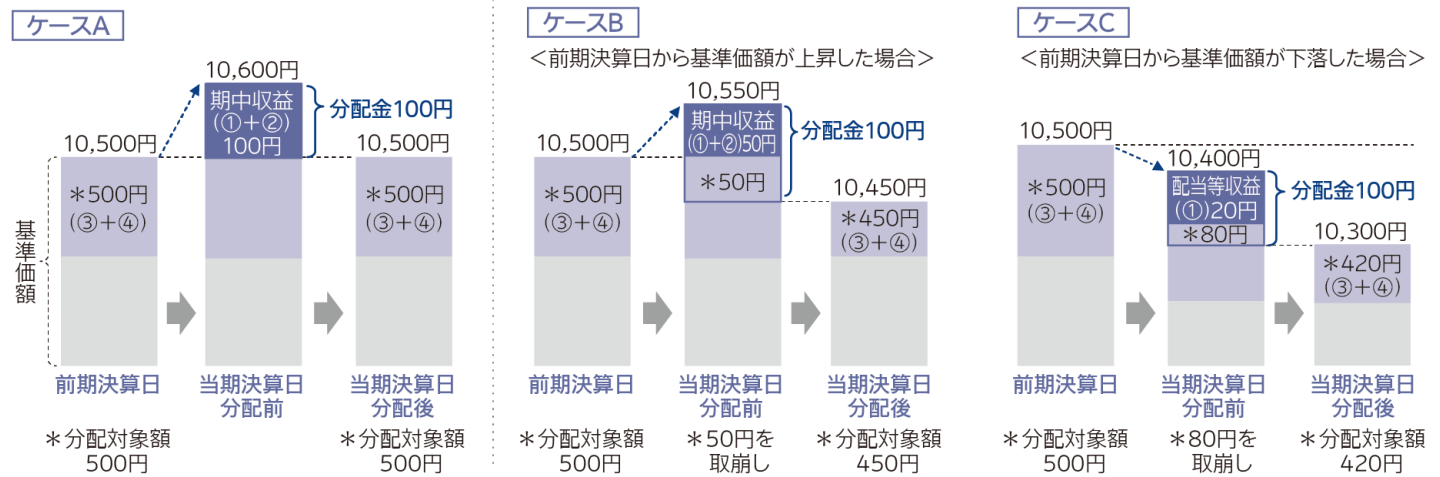 ケースA
10,600円
期中収益
(①+②)
100円
分配金100円
10,500円
10,500円
*500円
(③+④)
*500円
(③+④)
基準価額
前期決算日
当期決算日
分配前
当期決算日
分配後
*分配対象額
500円
*分配対象額
500円
ケースB
<前期決算日から基準価額が上昇した場合>
10,550円
期中収益
(①+②)50円
分配金100円
10,500円
*500円
(③+④)
*50円
10,450円
*450円
(③+④)
前期決算日
当期決算日
分配前
当期決算日
分配後
*分配対象額
500円
*50円を
取崩し
*分配対象額
450円
ケースC
<前期決算日から基準価額が下落した場合>
10,500円
10,400円
*500円
(③+④)
配当等収益
(①)20円
分配金100円
*80円
10,300円
*420円
(③+④)
前期決算日
当期決算日
分配前
当期決算日
分配後
*分配対象額
500円
*80円を
取崩し
*分配対象額
420円